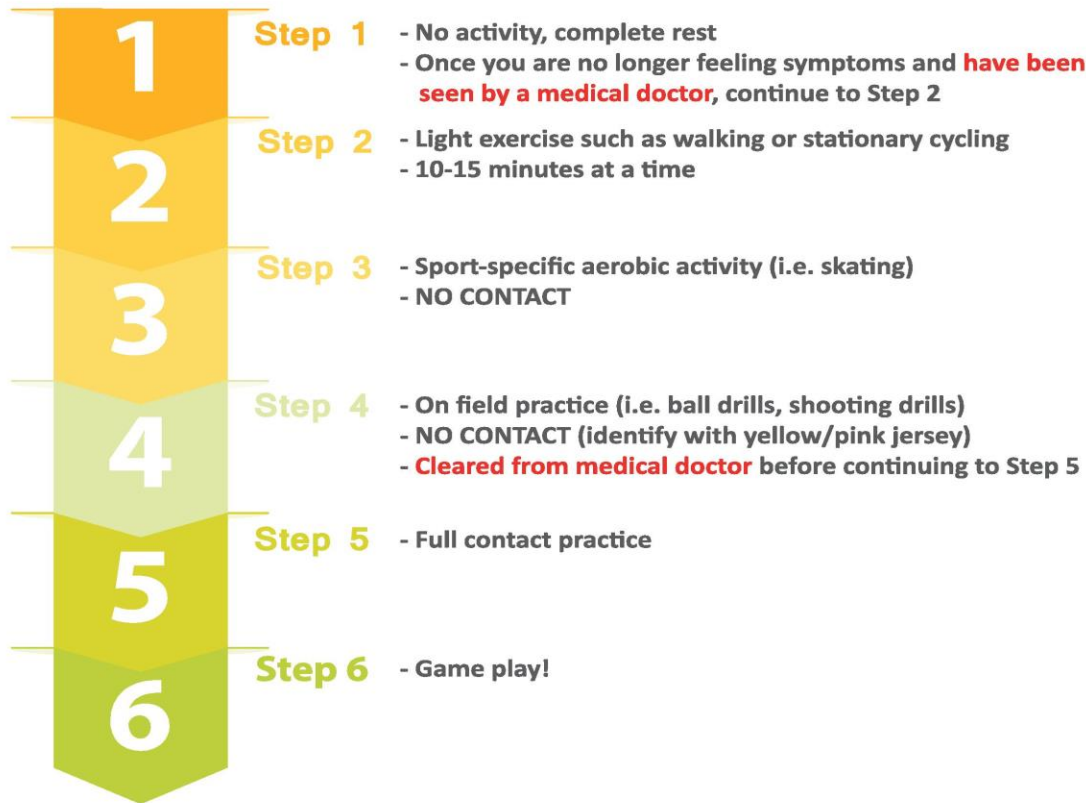 1
Step 1
- No activity, complete rest
- Once you are no longer feeling symptoms and have been
seen by a medical doctor, continue to Step 2
2
Step 2
- Light exercise such as walking or stationary cycling
- 10-15 minutes at a time
3
Step 3
- Sport-specific aerobic activity (i.e. skating)
- NO CONTACT
4
Step 4
- On field practice (i.e. ball drills, shooting drills)
- NO CONTACT (identify with yellow/pink jersey)
- Cleared from medical doctor before continuing to Step 5
5
Step 5
- Full contact practice
6
Step 6
- Game play!